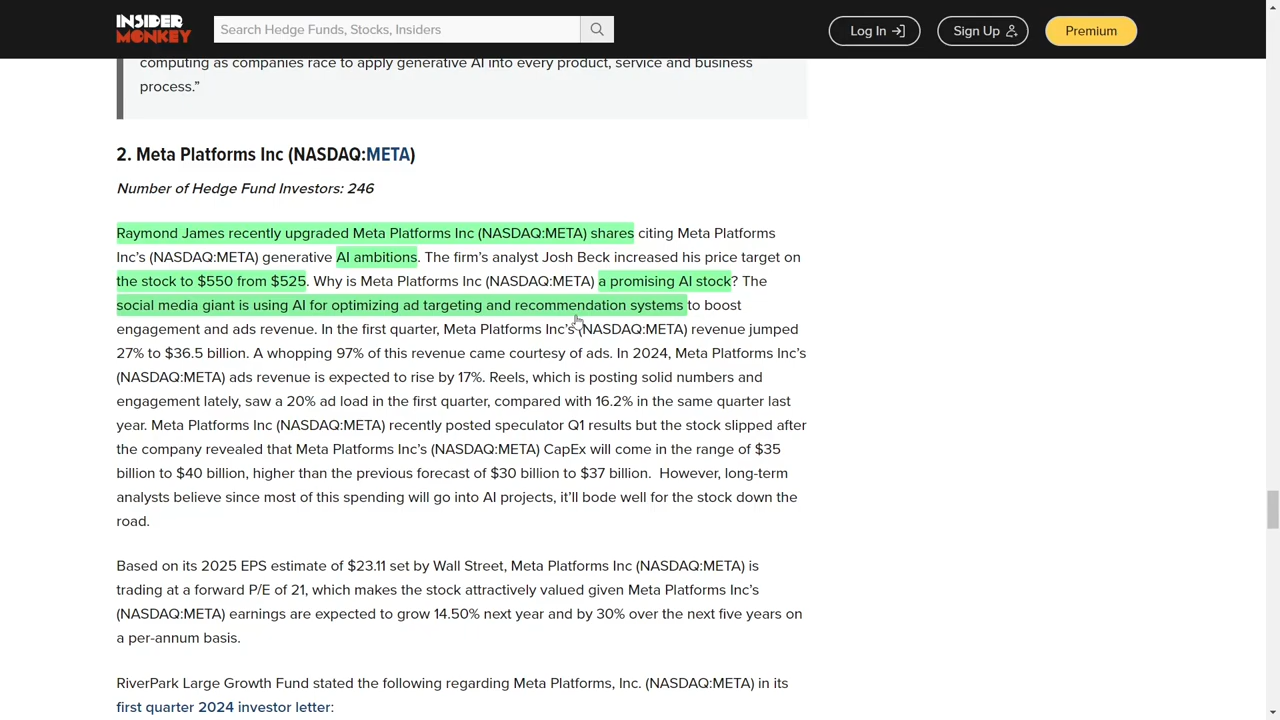 INSIDER
MONKEY
Search Hedge Funds, Stocks, Insiders
Log In
Sign Up
Premium
computing as companies race to apply generative AI into every product, service and business
process.”
2. Meta Platforms Inc (NASDAQ:META)
Number of Hedge Fund Investors: 246
Raymond James recently upgraded Meta Platforms Inc (NASDAQ:META) shares citing Meta Platforms
Inc’s (NASDAQ:META) generative AI ambitions. The firm’s analyst Josh Beck increased his price target on
the stock to $550 from $525. Why is Meta Platforms Inc (NASDAQ:META) a promising AI stock? The
social media giant is using AI for optimizing ad targeting and recommendation systems to boost
engagement and ads revenue. In the first quarter, Meta Platforms Inc’s (NASDAQ:META) revenue jumped
27% to $36.5 billion. A whopping 97% of this revenue came courtesy of ads. In 2024, Meta Platforms Inc’s
(NASDAQ:META) ads revenue is expected to rise by 17%. Reels, which is posting solid numbers and
engagement lately, saw a 20% ad load in the first quarter, compared with 16.2% in the same quarter last
year. Meta Platforms Inc (NASDAQ:META) recently posted speculator Q1 results but the stock slipped after
the company revealed that Meta Platforms Inc’s (NASDAQ:META) CapEx will come in the range of $35
billion to $40 billion, higher than the previous forecast of $30 billion to $37 billion.  However, long-term
analysts believe since most of this spending will go into AI projects, it’ll bode well for the stock down the
road.
Based on its 2025 EPS estimate of $23.11 set by Wall Street, Meta Platforms Inc (NASDAQ:META) is
trading at a forward P/E of 21, which makes the stock attractively valued given Meta Platforms Inc’s
(NASDAQ:META) earnings are expected to grow 14.50% next year and by 30% over the next five years on
a per-annum basis.
RiverPark Large Growth Fund stated the following regarding Meta Platforms, Inc. (NASDAQ:META) in its
first quarter 2024 investor letter: